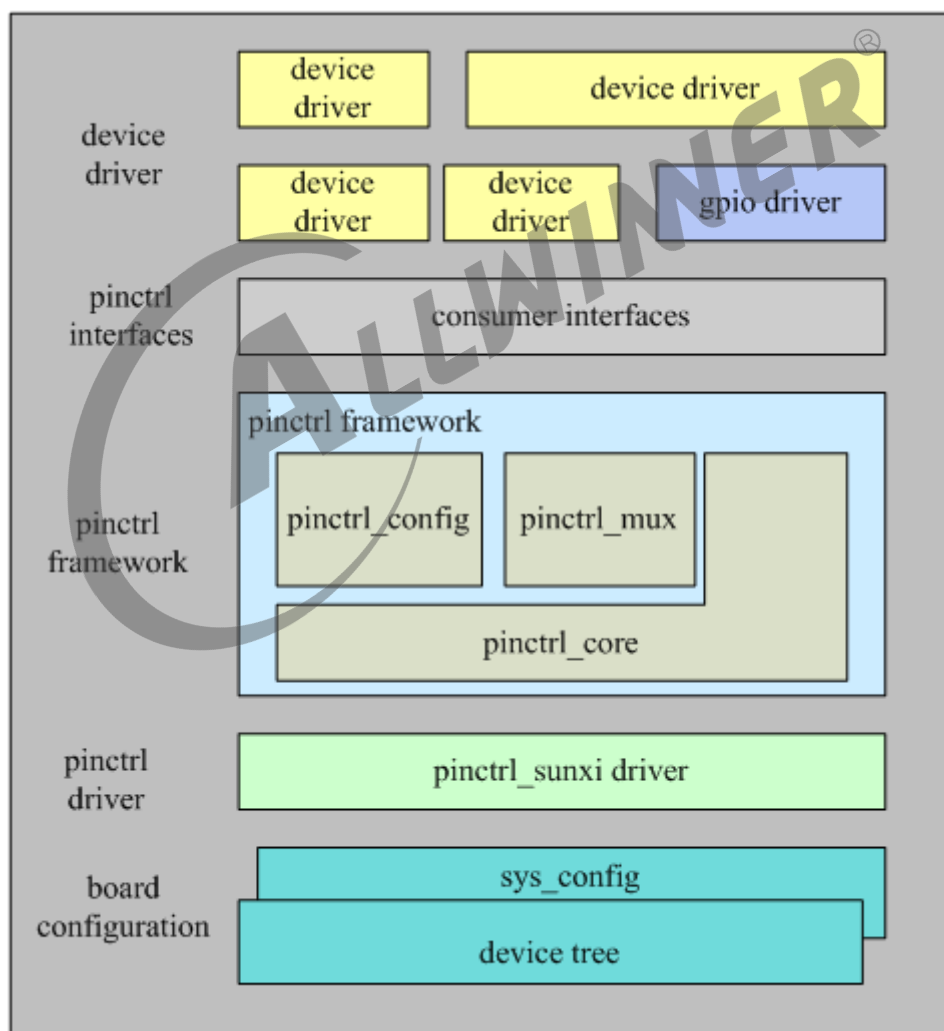 device
driver
device driver
device
driver
device
driver
device
driver
gpio driver
pinctrl
interfaces
consumer interfaces
pinctrl framework
pinctrl_config
pinctrl_mux
pinctrl
framework
pinctrl_core
pinctrl
driver
pinctrl_sunxi driver
board
configuration
sys_config
device tree
ALLWINNER®